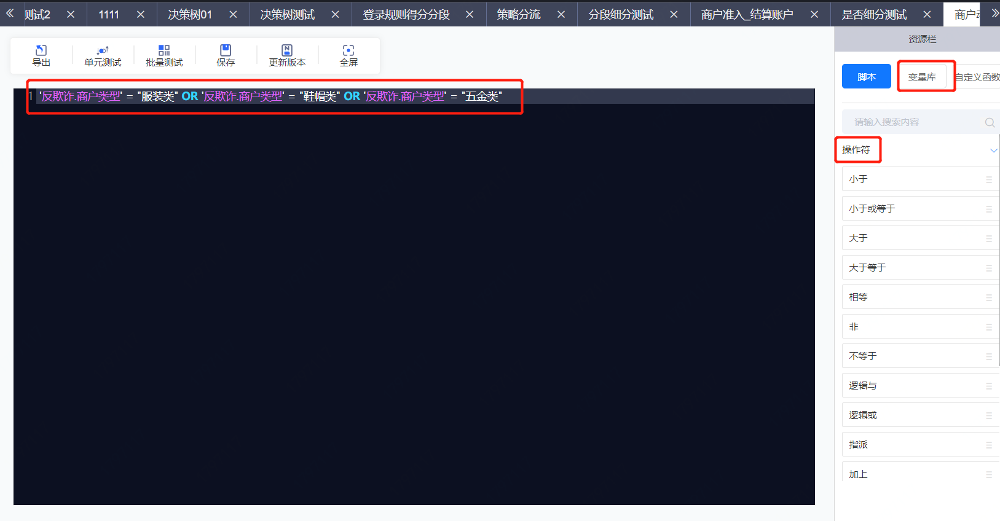 测试2
1111
决策树01
决策树测试
登录规则得分分段
策略分流
分段细分测试
商户准入_结算账户
是否细分测试
商户
导出
单元测试
批量测试
保存
更新版本
全屏
1 '反欺诈.商户类型' = "服装类" OR '反欺诈.商户类型' = "鞋帽类" OR '反欺诈.商户类型' = "五金类"
资源栏
脚本
变量库
自定义函数
请输入搜索内容
操作符
小于
小于或等于
大于
大于等于
相等
非
不等于
逻辑与
逻辑或
指派
加上